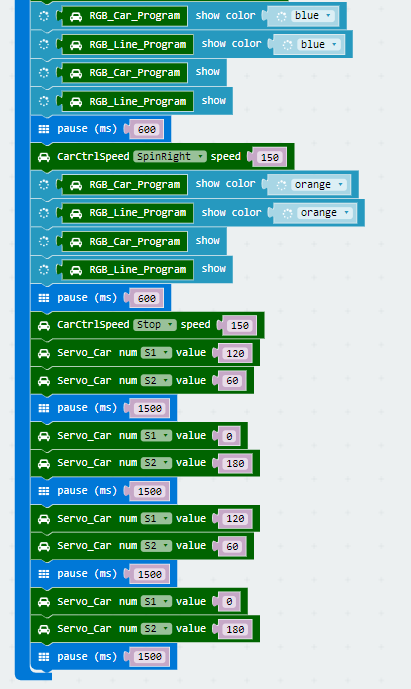 RGB_Car_Program show color blue
RGB_Line_Program show color blue
RGB_Car_Program show
RGB_Line_Program show
pause (ms) 600
CarCtrlSpeed SpinRight speed 150
RGB_Car_Program show color orange
RGB_Line_Program show color orange
RGB_Car_Program show
RGB_Line_Program show
pause (ms) 600
CarCtrlSpeed Stop speed 150
Servo_Car num S1 value 120
Servo_Car num S2 value 60
pause (ms) 1500
Servo_Car num S1 value 0
Servo_Car num S2 value 180
pause (ms) 1500
Servo_Car num S1 value 120
Servo_Car num S2 value 60
pause (ms) 1500
Servo_Car num S1 value 0
Servo_Car num S2 value 180
pause (ms) 1500